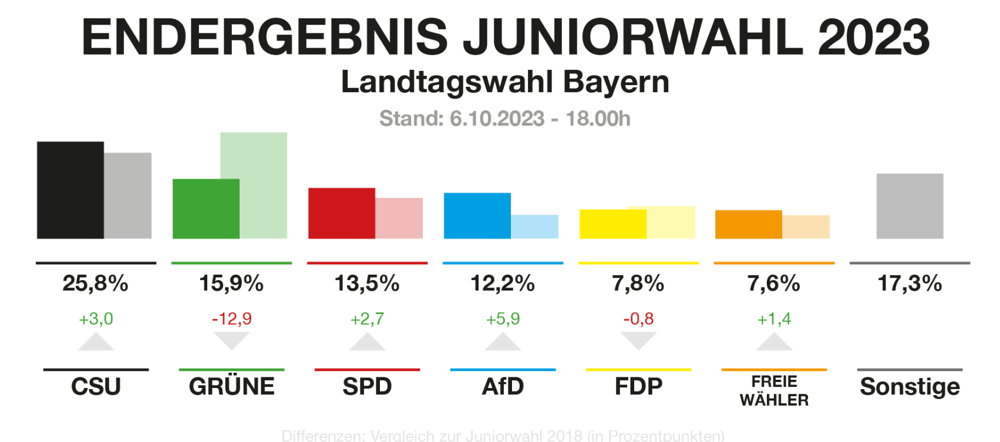 ENDERGEBNIS JUNIORWAHL 2023
Landtagswahl Bayern
Stand: 6.10.2023 - 18.00h
25,8% 15,9% 13,5% 12,2% 7,8% 7,6% 17,3%
+3,0 -12,9 +2,7 +5,9 -0,8 +1,4
CSU GRÜNE SPD AfD FDP FREIE WÄHLER Sonstige
Differenzen: Vergleich zur Juniorwahl 2018 (in Prozentpunkten)